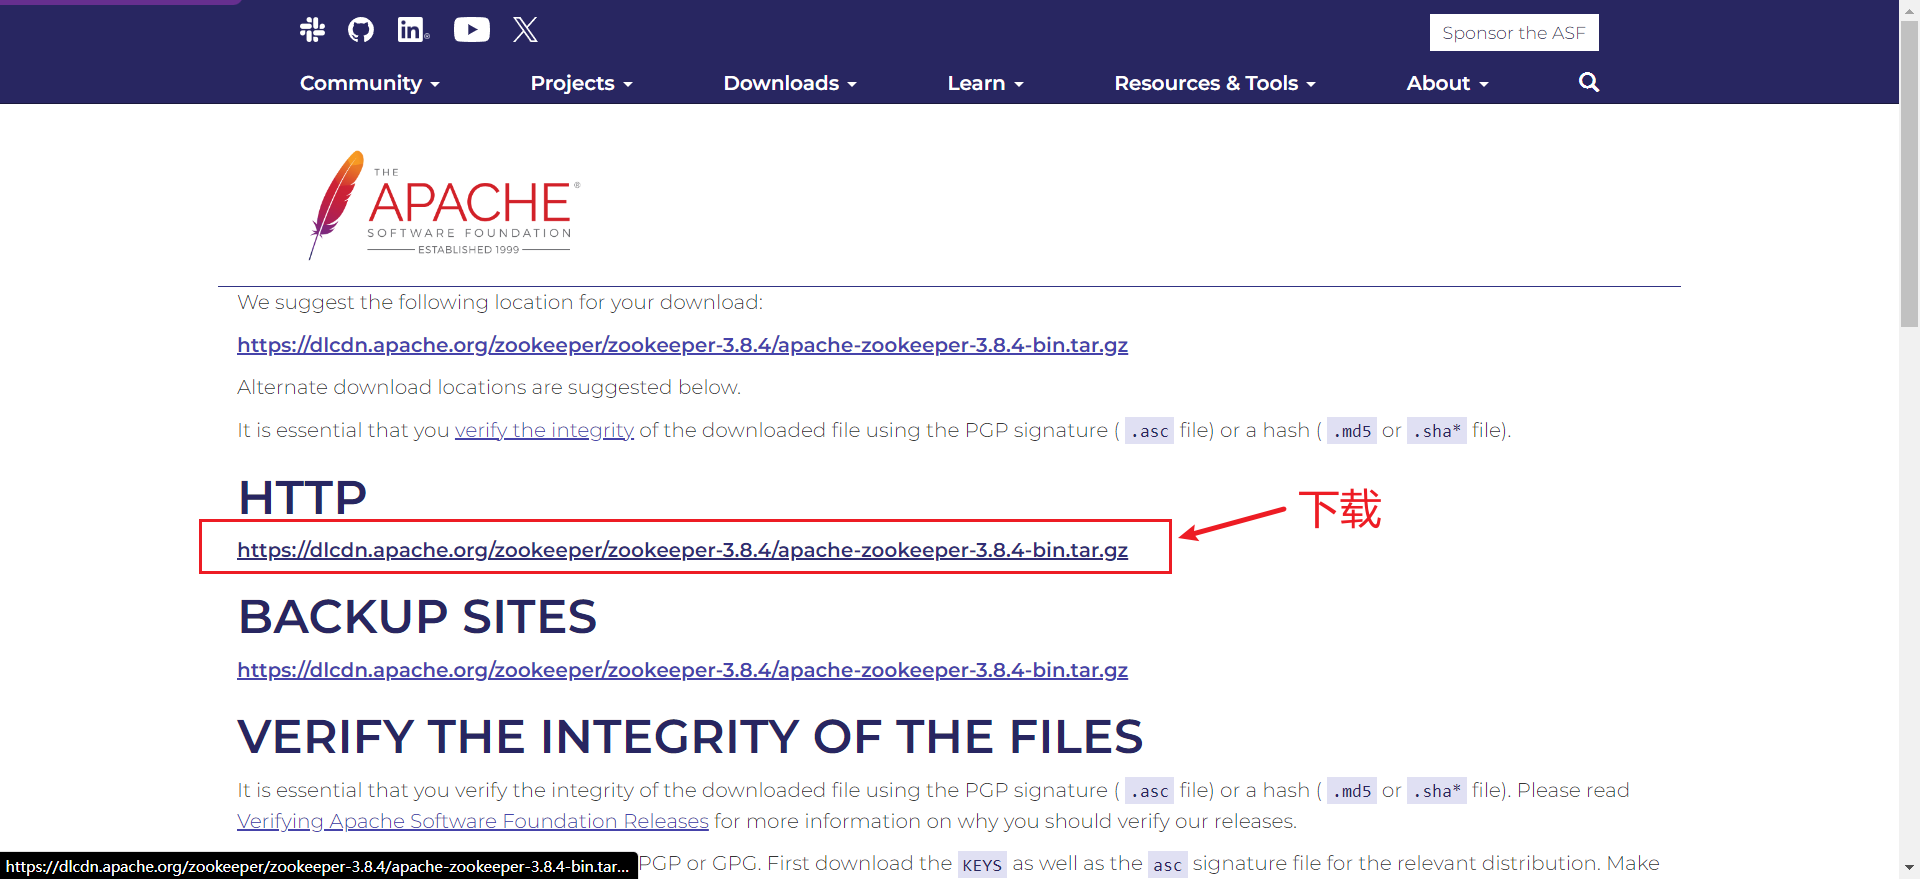 Sponsor the ASF
Community Projects Downloads Learn Resources & Tools About
THE
APACHE®
SOFTWARE FOUNDATION
ESTABLISHED 1999
We suggest the following location for your download:
https://dlcdn.apache.org/zookeeper/zookeeper-3.8.4/apache-zookeeper-3.8.4-bin.tar.gz
Alternate download locations are suggested below.
It is essential that you verify the integrity of the downloaded file using the PGP signature ( .asc file) or a hash ( .md5 or .sha* file).
HTTP
下载
https://dlcdn.apache.org/zookeeper/zookeeper-3.8.4/apache-zookeeper-3.8.4-bin.tar.gz
BACKUP SITES
https://dlcdn.apache.org/zookeeper/zookeeper-3.8.4/apache-zookeeper-3.8.4-bin.tar.gz
VERIFY THE INTEGRITY OF THE FILES
It is essential that you verify the integrity of the downloaded file using the PGP signature ( .asc file) or a hash ( .md5 or .sha* file). Please read
Verifying Apache Software Foundation Releases for more information on why you should verify our releases.
PGP or GPG. First download the KEYS as well as the asc signature file for the relevant distribution. Make
https://dlcdn.apache.org/zookeeper/zookeeper-3.8.4/apache-zookeeper-3.8.4-bin.tar...